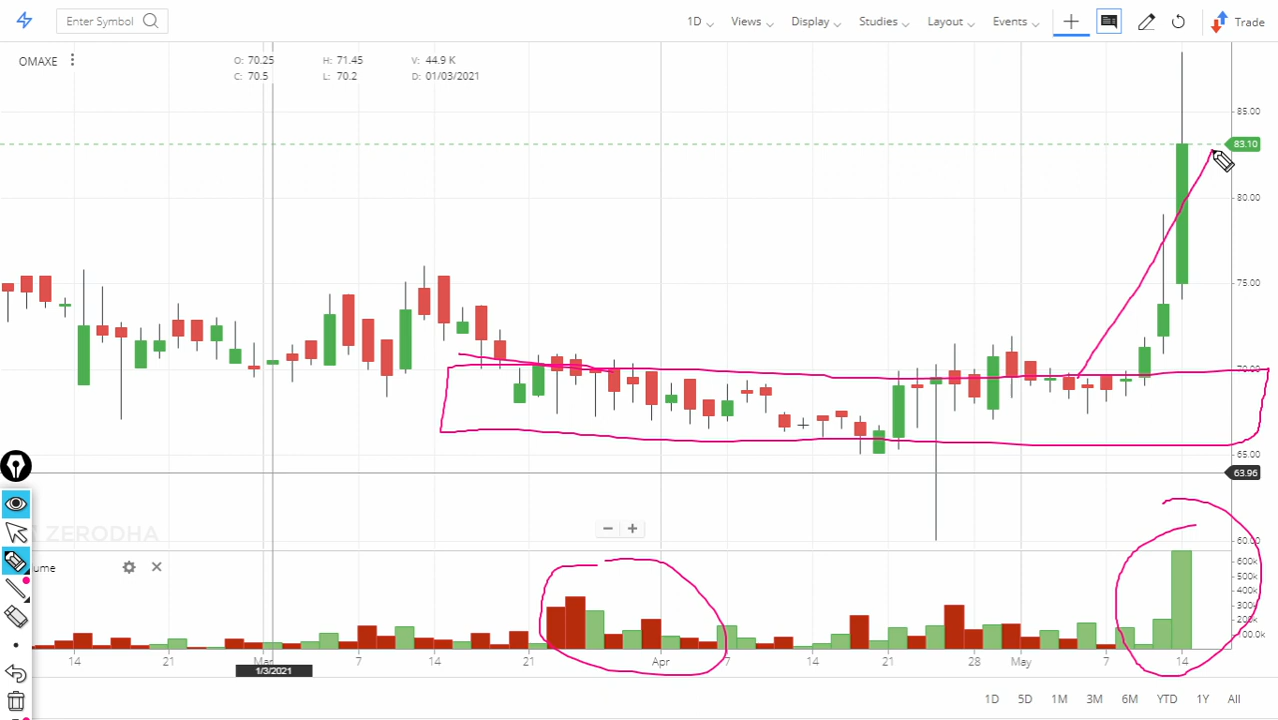 Enter Symbol 1D Views Display Studies Layout Events Trade
OMAXE O: 70.25 H: 71.45 V: 44.9 K
C: 70.5 L: 70.2 D: 01/03/2021
85.00
83.10
80.00
75.00
70.00
65.00
63.96
ZERODHA
60.00
ume
600k
500k
400k
300k
200k
100.0k
14 21 Mar 7 14 21 Apr 7 14 21 28 May 7 14
1/3/2021
1D 5D 1M 3M 6M YTD 1Y All